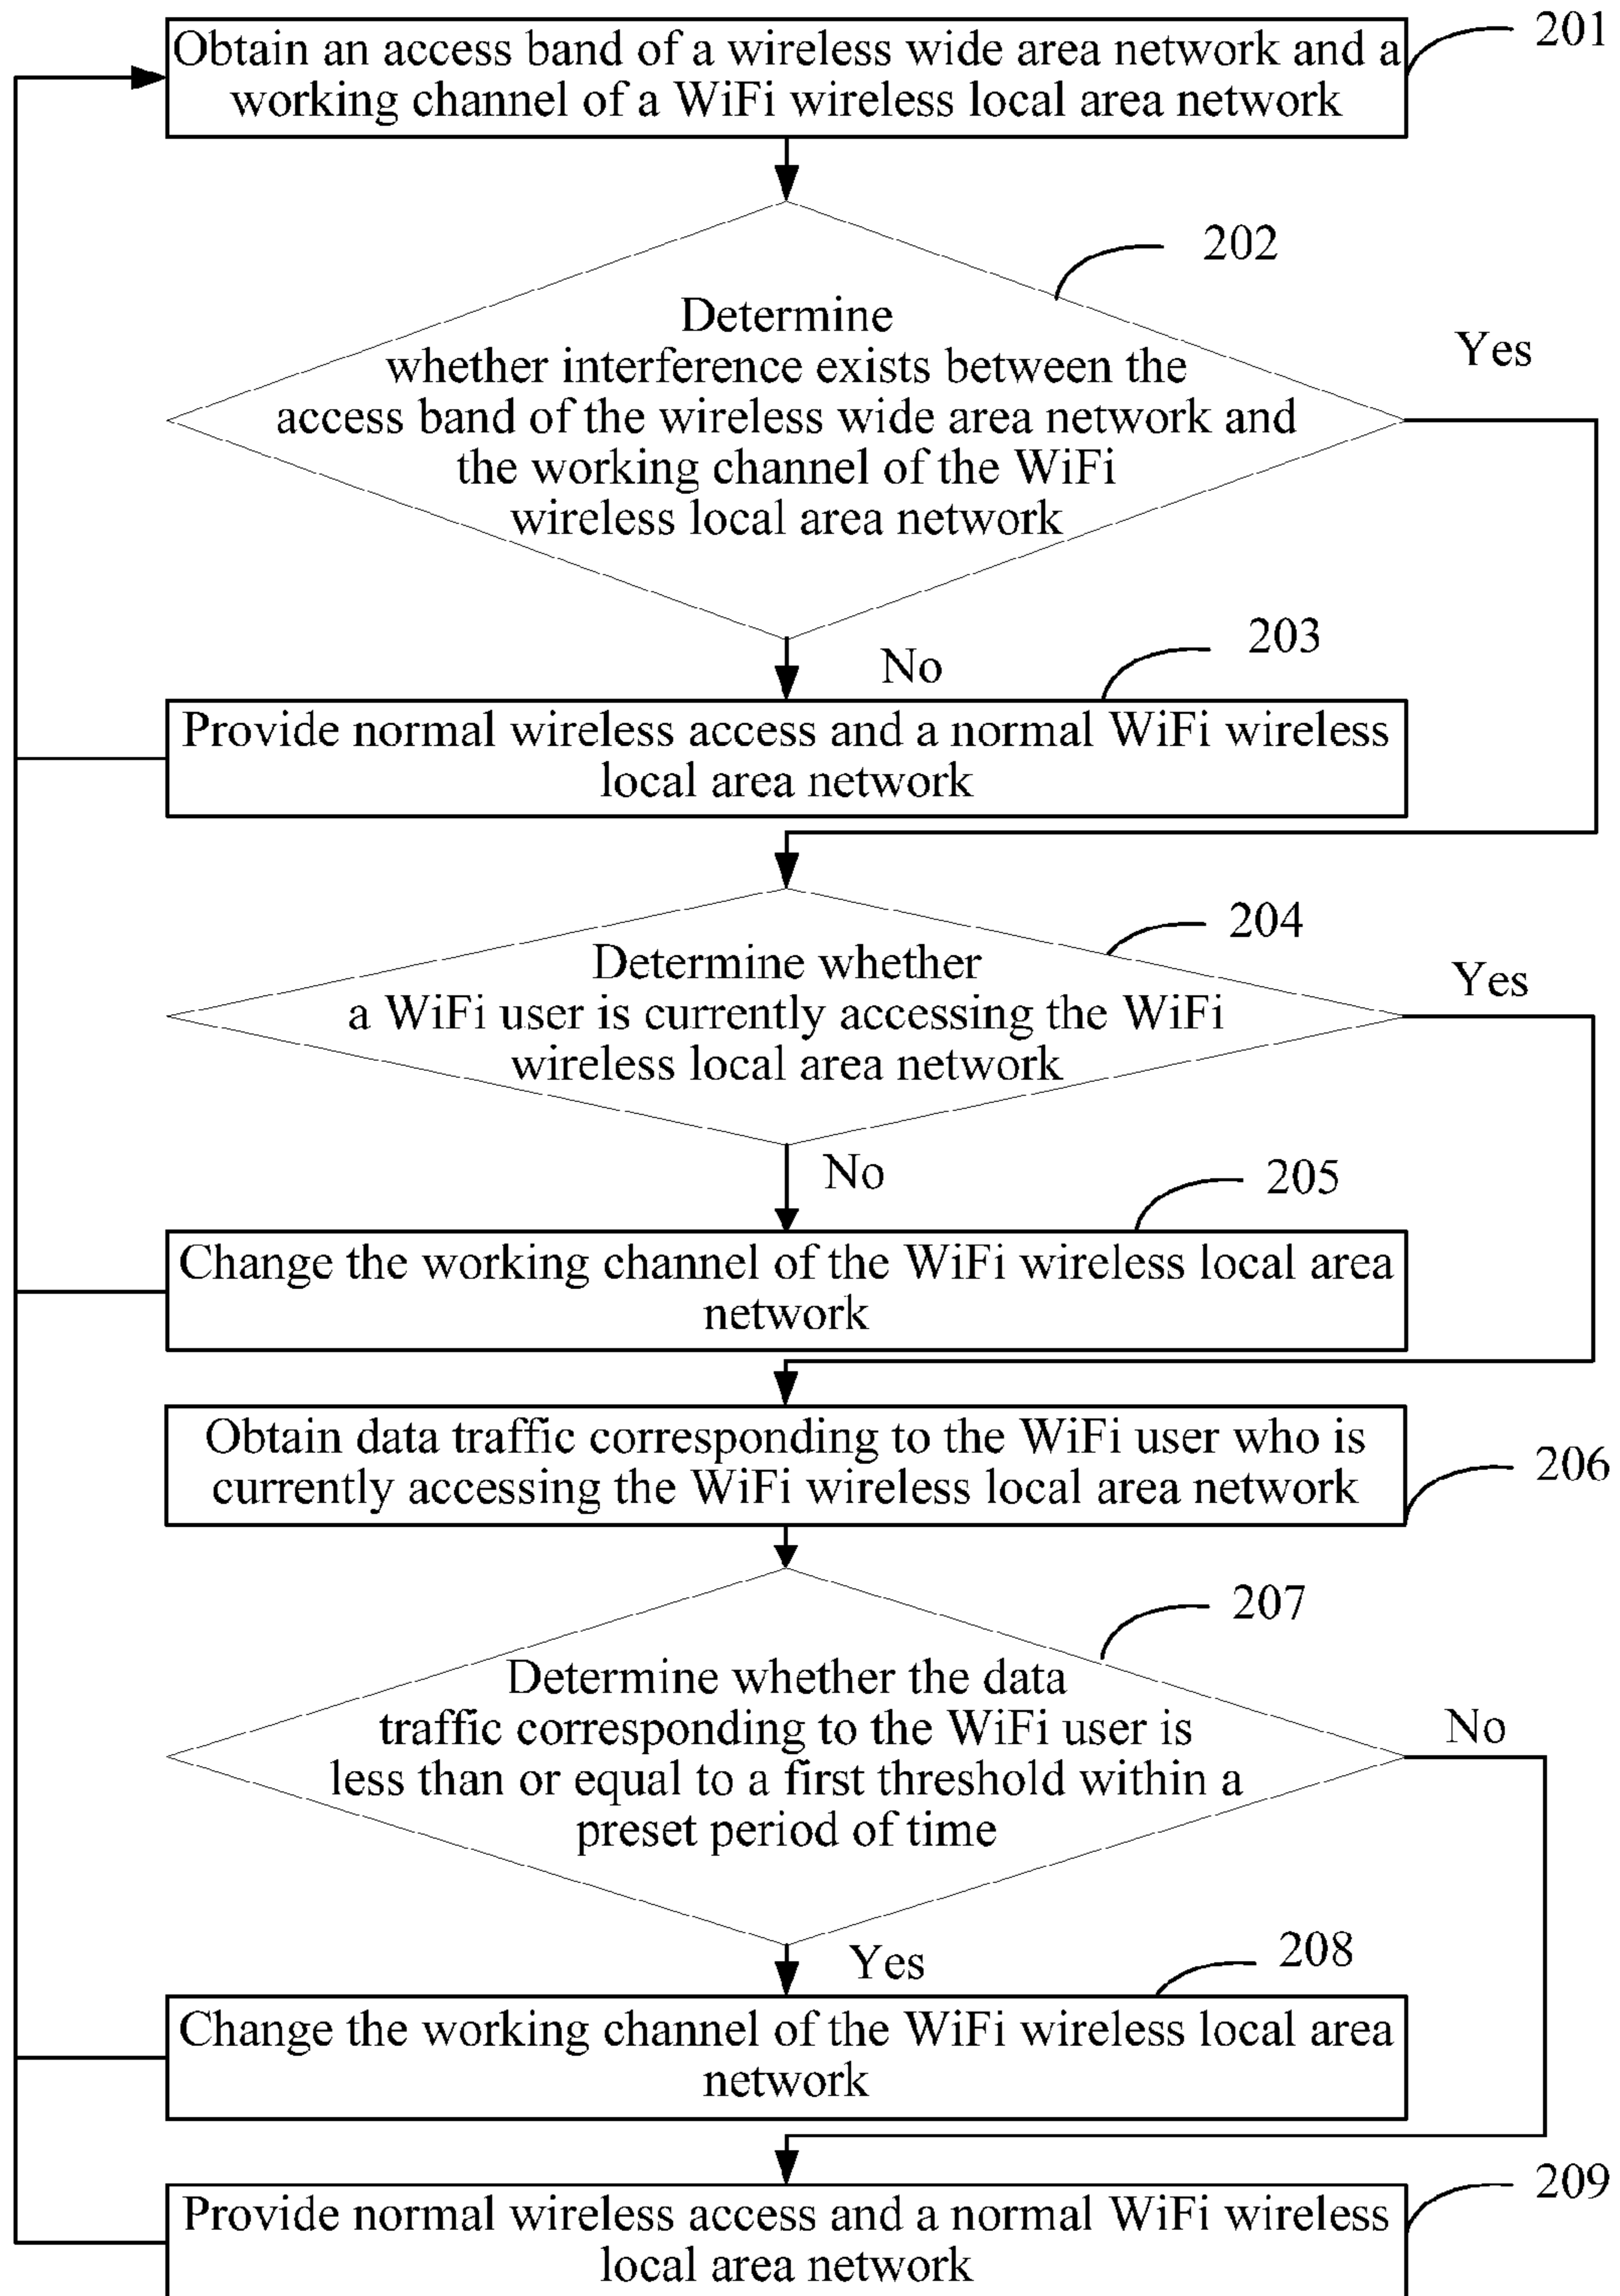 Obtain an access band of a wireless wide area network and a
working channel of a WiFi wireless local area network
201
202
Determine
whether interference exists between the
access band of the wireless wide area network and
the working channel of the WiFi
wireless local area network
Yes
No
203
Provide normal wireless access and a normal WiFi wireless
local area network
204
Determine whether
a WiFi user is currently accessing the WiFi
wireless local area network
Yes
No
205
Change the working channel of the WiFi wireless local area
network
Obtain data traffic corresponding to the WiFi user who is
currently accessing the WiFi wireless local area network
206
207
Determine whether the data
traffic corresponding to the WiFi user is
less than or equal to a first threshold within a
preset period of time
No
Yes
208
Change the working channel of the WiFi wireless local area
network
209
Provide normal wireless access and a normal WiFi wireless
local area network